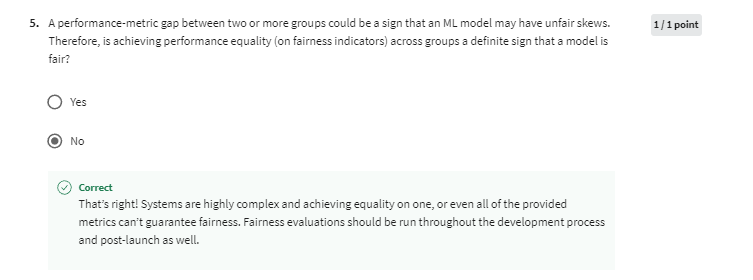 5. A performance-metric gap between two or more groups could be a sign that an ML model may have unfair skews.
1 / 1 point
Therefore, is achieving performance equality (on fairness indicators) across groups a definite sign that a model is
fair?
Yes
No
Correct
That's right! Systems are highly complex and achieving equality on one, or even all of the provided
metrics can't guarantee fairness. Fairness evaluations should be run throughout the development process
and post-launch as well.